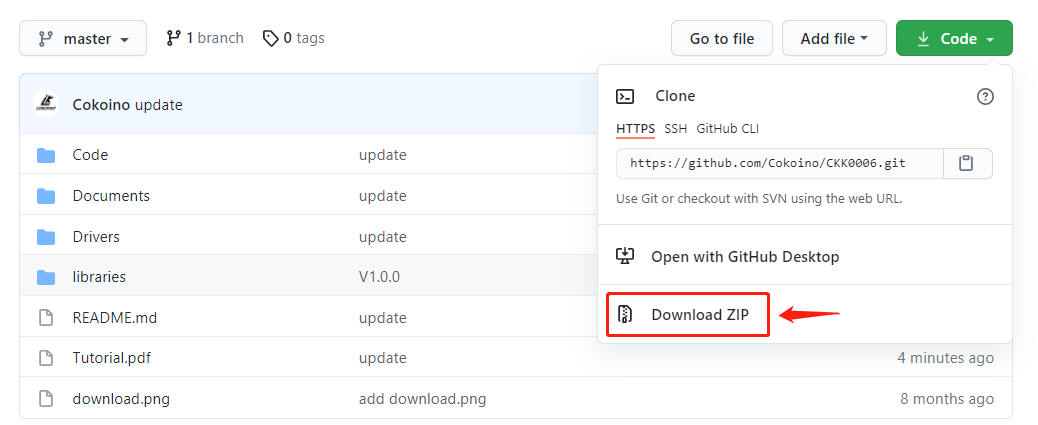 master
1 branch
0 tags
Go to file
Add file
Code
Cokoino update
Clone
HTTPS SSH GitHub CLI
https://github.com/Cokoino/CKK0006.git
Use Git or checkout with SVN using the web URL.
Open with GitHub Desktop
Download ZIP
Code update
Documents update
Drivers update
libraries V1.0.0
README.md update
Tutorial.pdf update 4 minutes ago
download.png add download.png 8 months ago